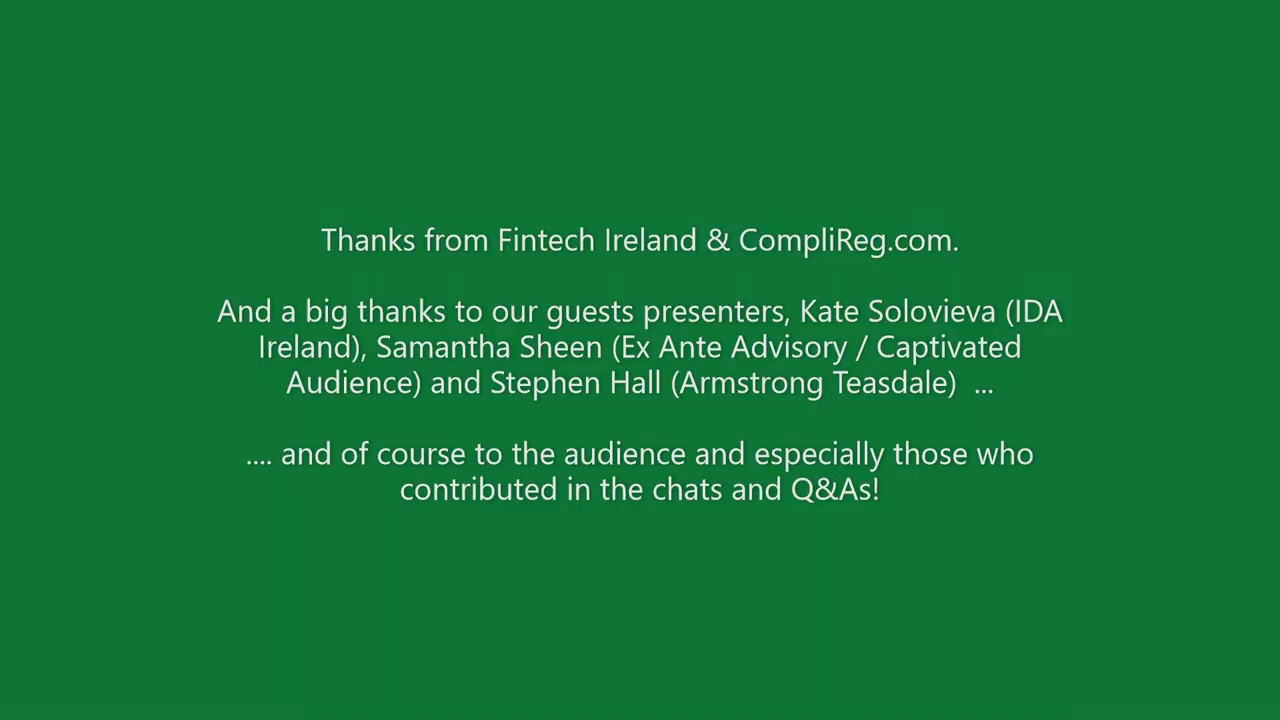 Thanks from Fintech Ireland & CompliReg.com.
And a big thanks to our guests presenters, Kate Solovieva (IDA
Ireland), Samantha Sheen (Ex Ante Advisory / Captivated
Audience) and Stephen Hall (Armstrong Teasdale)  ...
.... and of course to the audience and especially those who
contributed in the chats and Q&As!